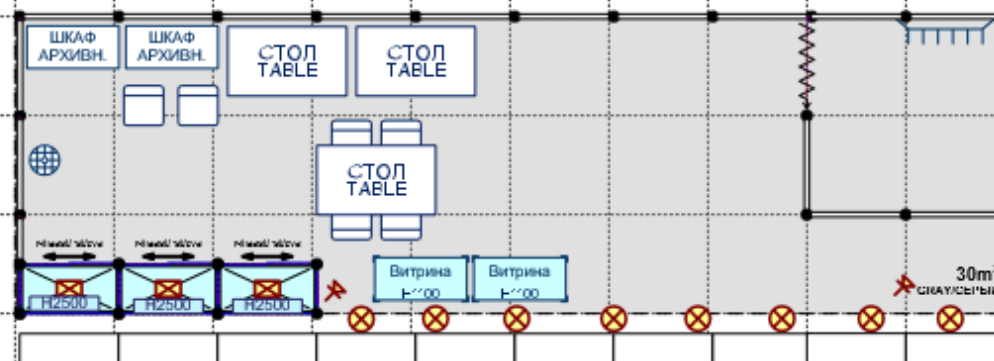 ШКАФ
АРХИВН.
ШКАФ
АРХИВН.
СТОЛ
TABLE
СТОЛ
TABLE
СТОЛ
TABLE
Витрина
Витрина
H2500
H2500
H2500
30m